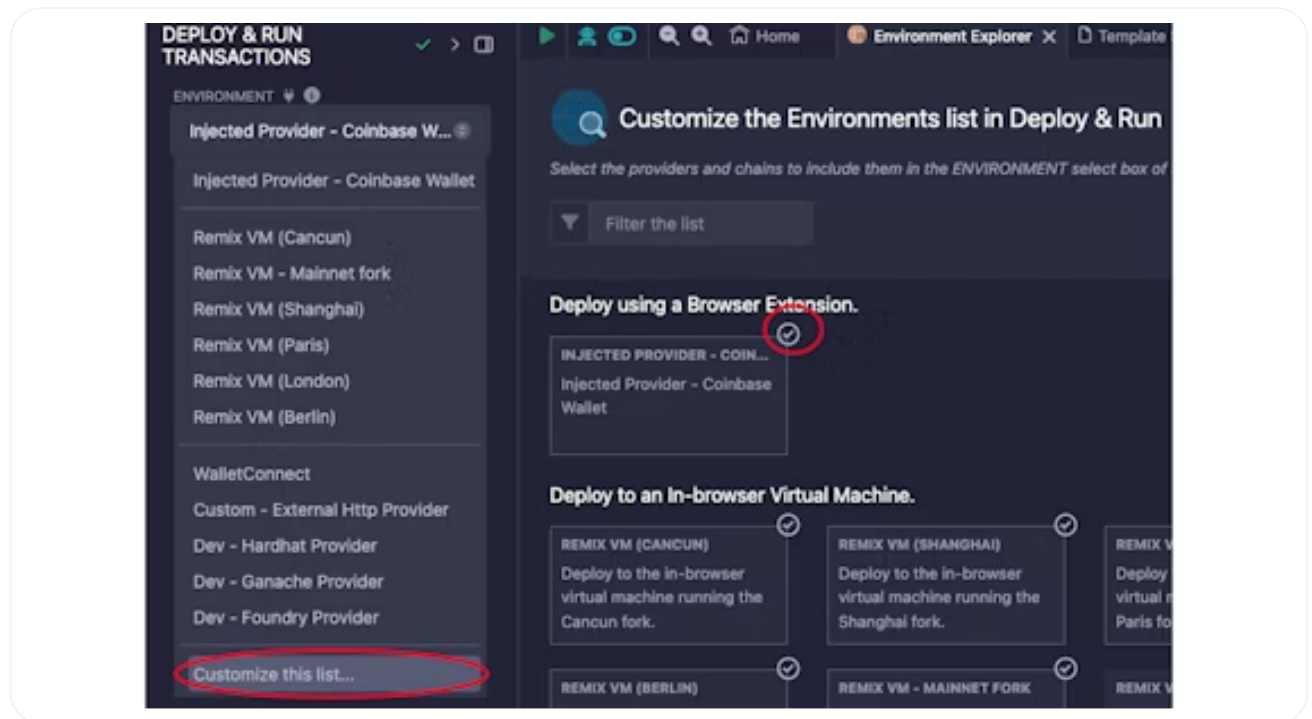 DEPLOY & RUN
TRANSACTIONS
ENVIRONMENT
Injected Provider - Coinbase W...
Injected Provider - Coinbase Wallet
Remix VM (Cancun)
Remix VM - Mainnet fork
Remix VM (Shanghai)
Remix VM (Paris)
Remix VM (London)
Remix VM (Berlin)
WalletConnect
Custom - External Http Provider
Dev - Hardhat Provider
Dev - Ganache Provider
Dev - Foundry Provider
Customize this list...
Home
Environment Explorer
Template
Customize the Environments list in Deploy & Run
Select the providers and chains to include them in the ENVIRONMENT select box of
Filter the list
Deploy using a Browser Extension.
INJECTED PROVIDER - COIN...
Injected Provider - Coinbase
Wallet
Deploy to an In-browser Virtual Machine.
REMIX VM (CANCUN)
Deploy to the in-browser
virtual machine running the
Cancun fork.
REMIX VM (SHANGHAI)
Deploy to the in-browser
virtual machine running the
Shanghai fork.
REMIX
Deploy
virtual
Paris
REMIX VM (BERLIN)
REMIX VM - MAINNET FORK
REMIX